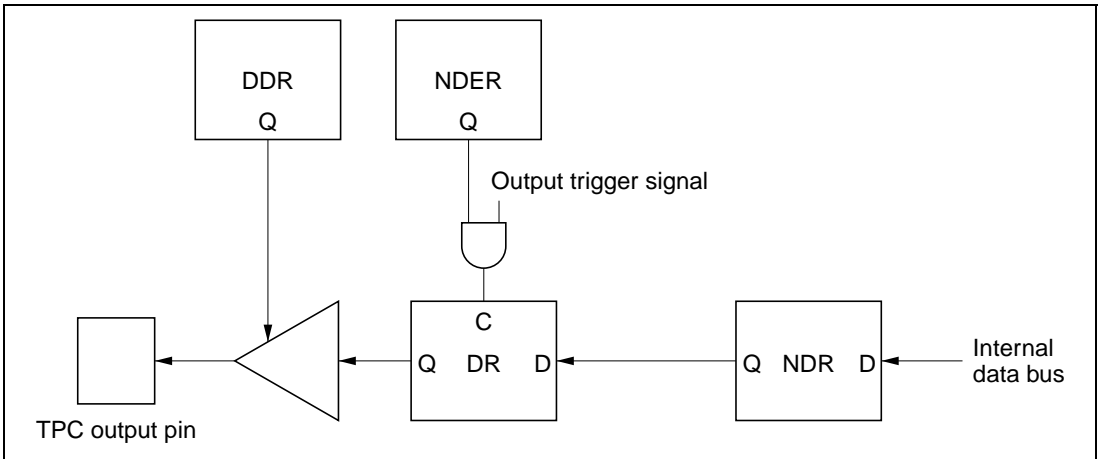 DDR
Q
NDER
Q
Output trigger signal
C
Q DR D
Q NDR D
Internal
data bus
TPC output pin